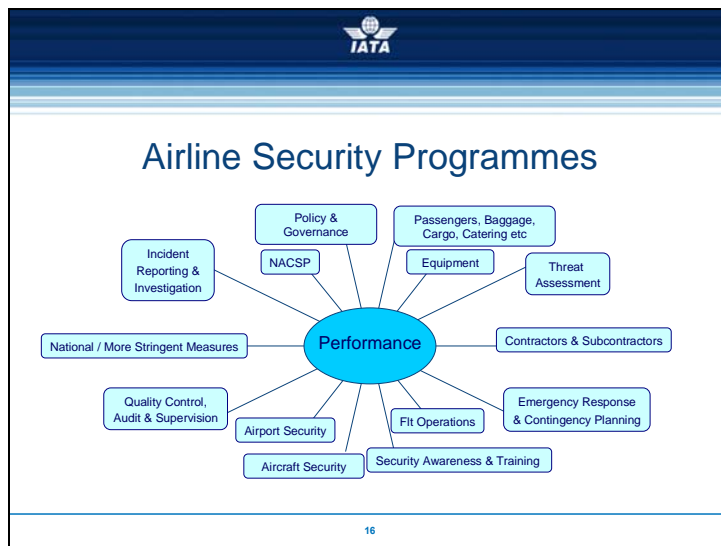 IATA
Airline Security Programmes
Policy &
Governance
Passengers, Baggage,
Cargo, Catering etc
Incident
Reporting &
Investigation
NACSP
Equipment
Threat
Assessment
National / More Stringent Measures
Performance
Contractors & Subcontractors
Quality Control,
Audit & Supervision
Emergency Response
& Contingency Planning
Airport Security
Flt Operations
Aircraft Security
Security Awareness & Training
16